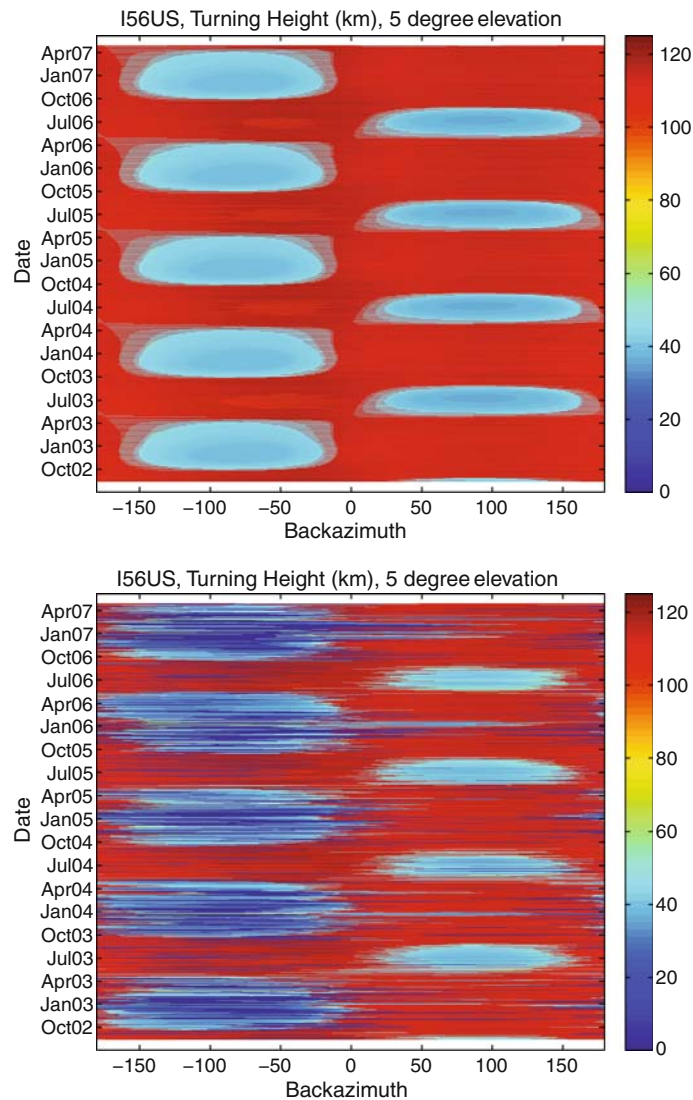 I56US, Turning Height (km), 5 degree elevation
Apr07
Jan07
Oct06
Jul06
Apr06
Jan06
Oct05
Jul05
Apr05
Jan05
Oct04
Jul04
Apr04
Jan04
Oct03
Jul03
Apr03
Jan03
Oct02
Date
−150 −100 −50 0 50 100 150
Backazimuth
120
100
80
60
40
20
0
I56US, Turning Height (km), 5 degree elevation
Apr07
Jan07
Oct06
Jul06
Apr06
Jan06
Oct05
Jul05
Apr05
Jan05
Oct04
Jul04
Apr04
Jan04
Oct03
Jul03
Apr03
Jan03
Oct02
Date
−150 −100 −50 0 50 100 150
Backazimuth
120
100
80
60
40
20
0